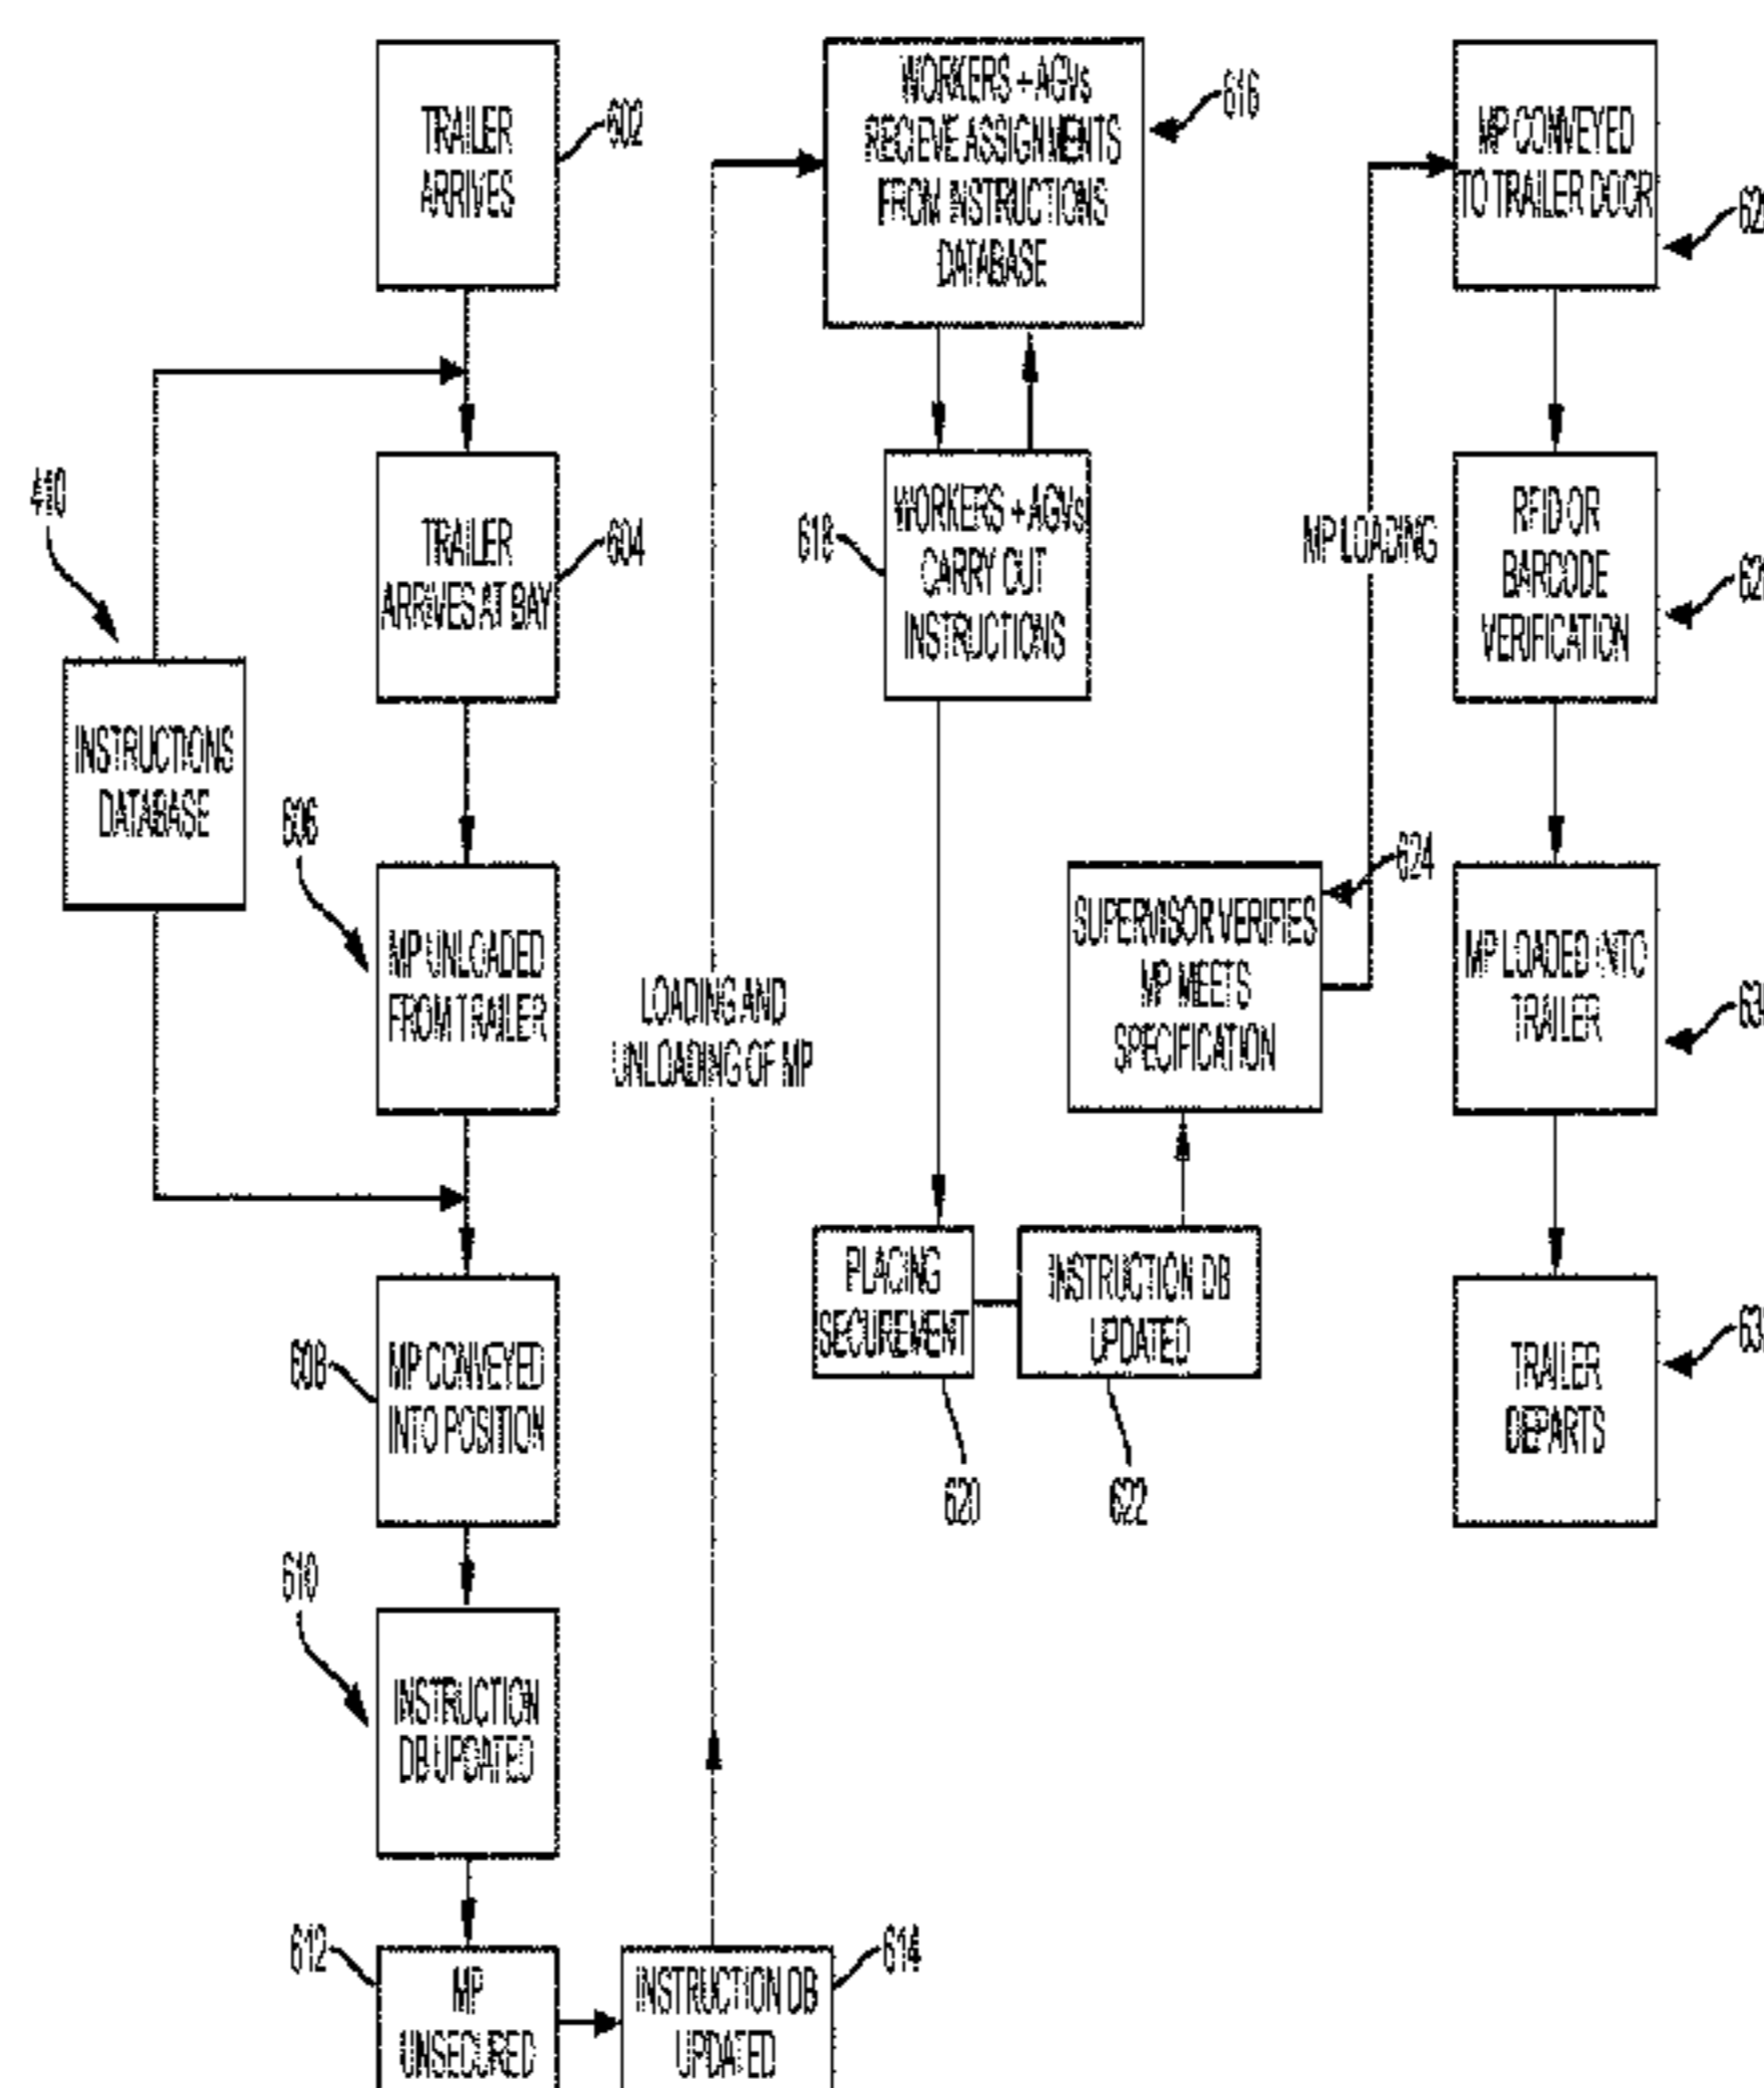 TRAILER
ARRIVES
602
TRAILER
ARRIVES AT BAY
604
INSTRUCTIONS
DATABASE
606
MP UNLOADED
FROM TRAILER
608
MP CONVEYED
INTO POSITION
610
INSTRUCTION
DB UPDATED
612
MP
UNSECURED
INSTRUCTION DB
UPDATED
614
LOADING AND
UNLOADING OF MP
WORKERS + AGVs
RECIEVE ASSIGNMENTS
FROM INSTRUCTIONS
DATABASE
616
618
WORKERS + AGVs
CARRY OUT
INSTRUCTIONS
PLACING
SECUREMENT
620
INSTRUCTION DB
UPDATED
622
SUPERVISOR VERIFIES
MP MEETS
SPECIFICATION
624
MP LOADING
MP CONVEYED
TO TRAILER DOOR
RFID OR
BARCODE
VERIFICATION
MP LOADED INTO
TRAILER
TRAILER
DEPARTS